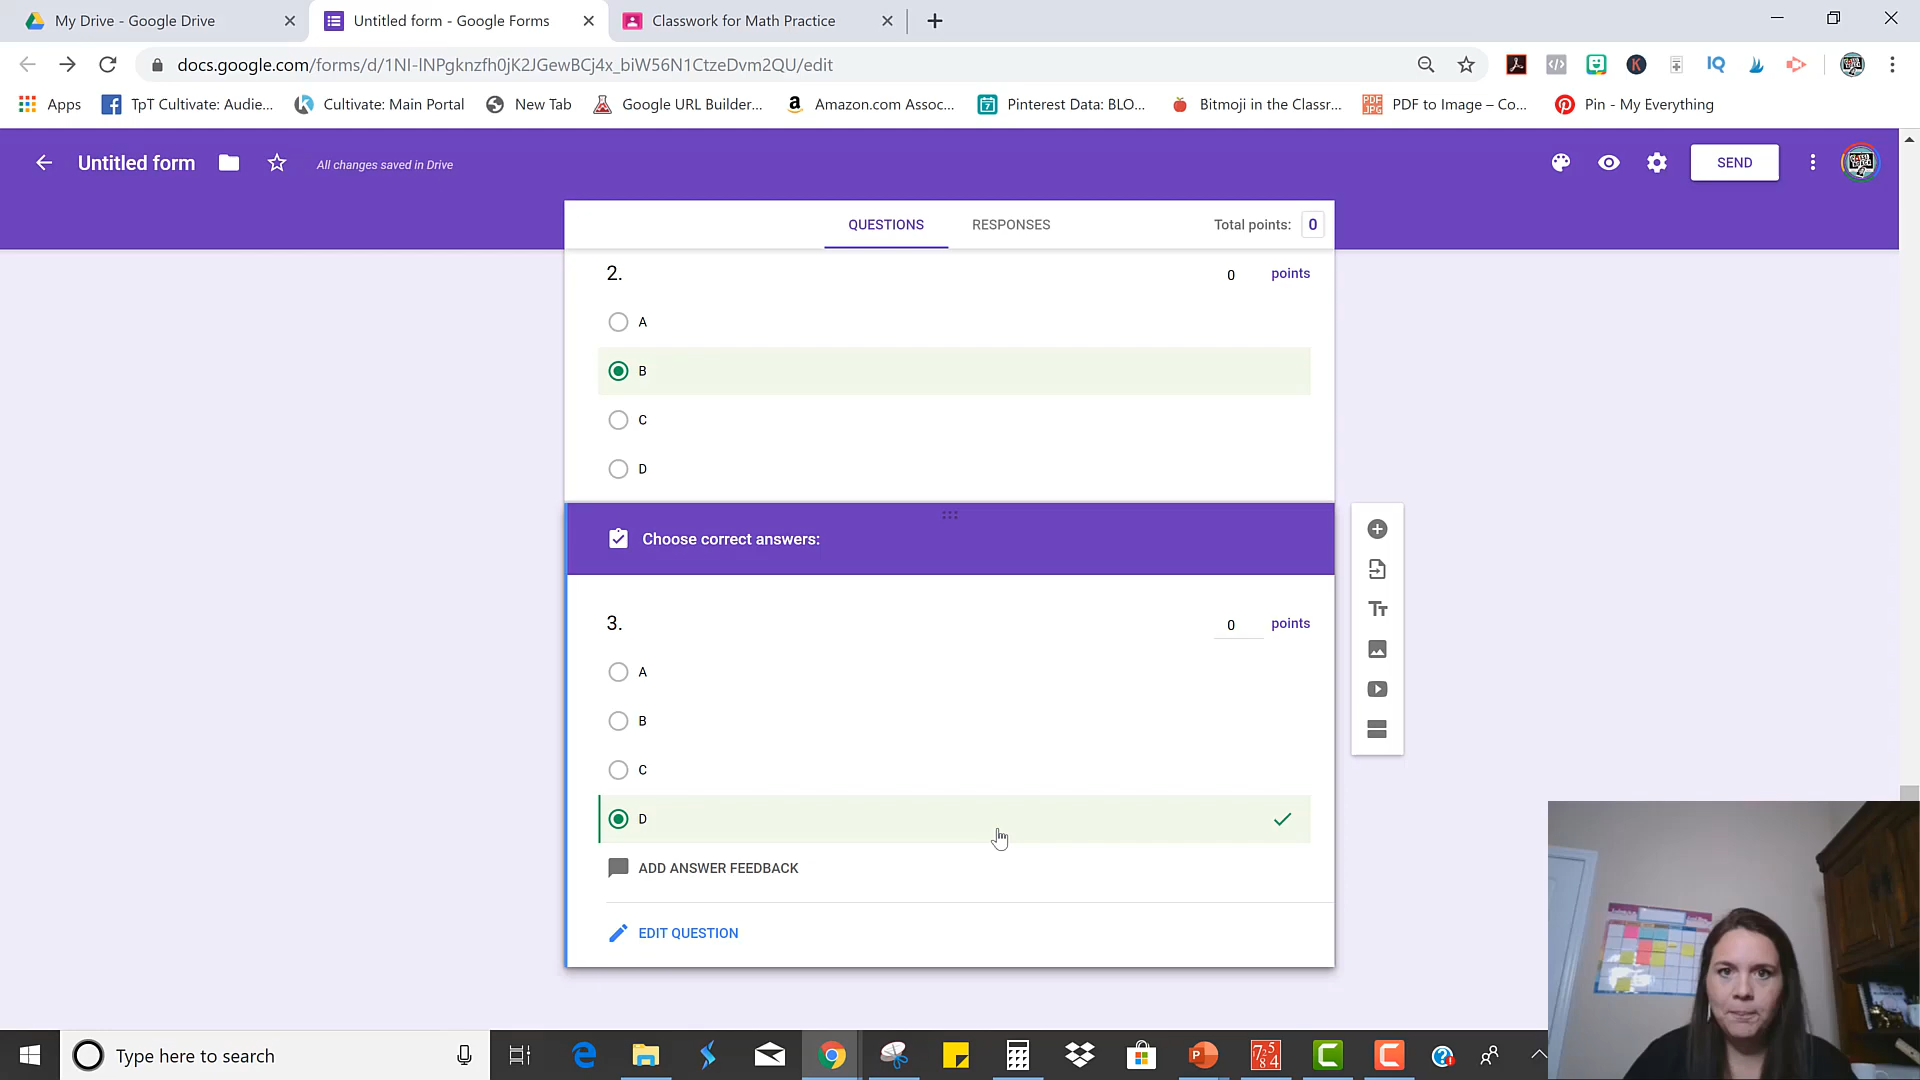 My Drive - Google Drive
Untitled form - Google Forms
Classwork for Math Practice
docs.google.com/forms/d/1NI-INPgknzfh0jK2JGewBCj4x_biW56N1CtzeDvm2QU/edit
Apps
TpT Cultivate: Audie...
Cultivate: Main Portal
New Tab
Google URL Builder...
Amazon.com Assoc...
Pinterest Data: BLO...
Bitmoji in the Classr...
PDF to Image – Co...
Pin - My Everything
Untitled form
All changes saved in Drive
SEND
QUESTIONS
RESPONSES
Total points: 0
2.
0 points
A
B
C
D
Choose correct answers:
3.
0 points
A
B
C
D
ADD ANSWER FEEDBACK
EDIT QUESTION
Type here to search